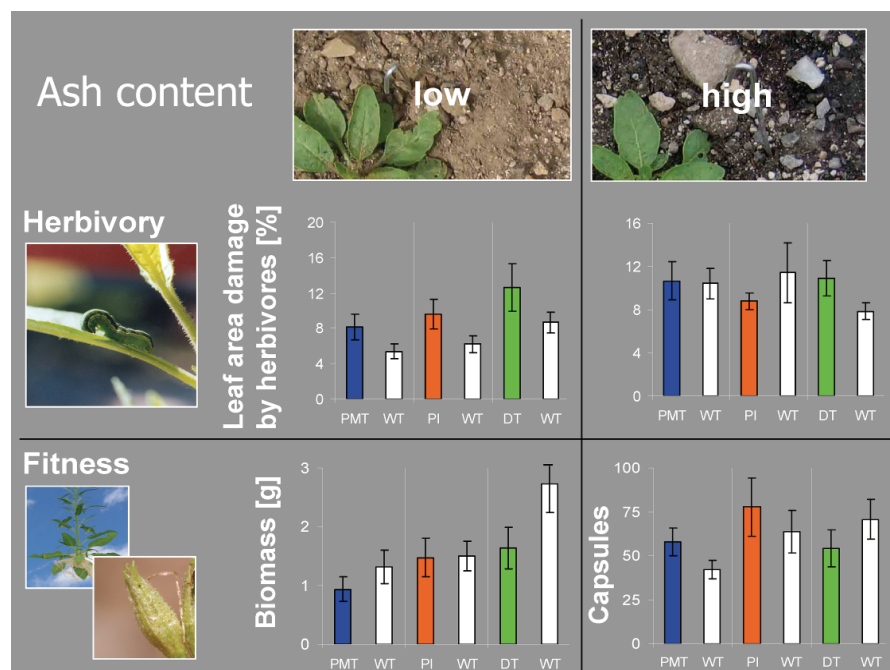 Ash content
low
high
Herbivory
Leaf area damage
by herbivores [%]
20
16
12
8
4
0
PMT WT PI WT DT WT
16
12
8
4
0
PMT WT PI WT DT WT
Fitness
Biomass [g]
3
2
1
0
PMT WT PI WT DT WT
Capsules
100
75
50
25
0
PMT WT PI WT DT WT